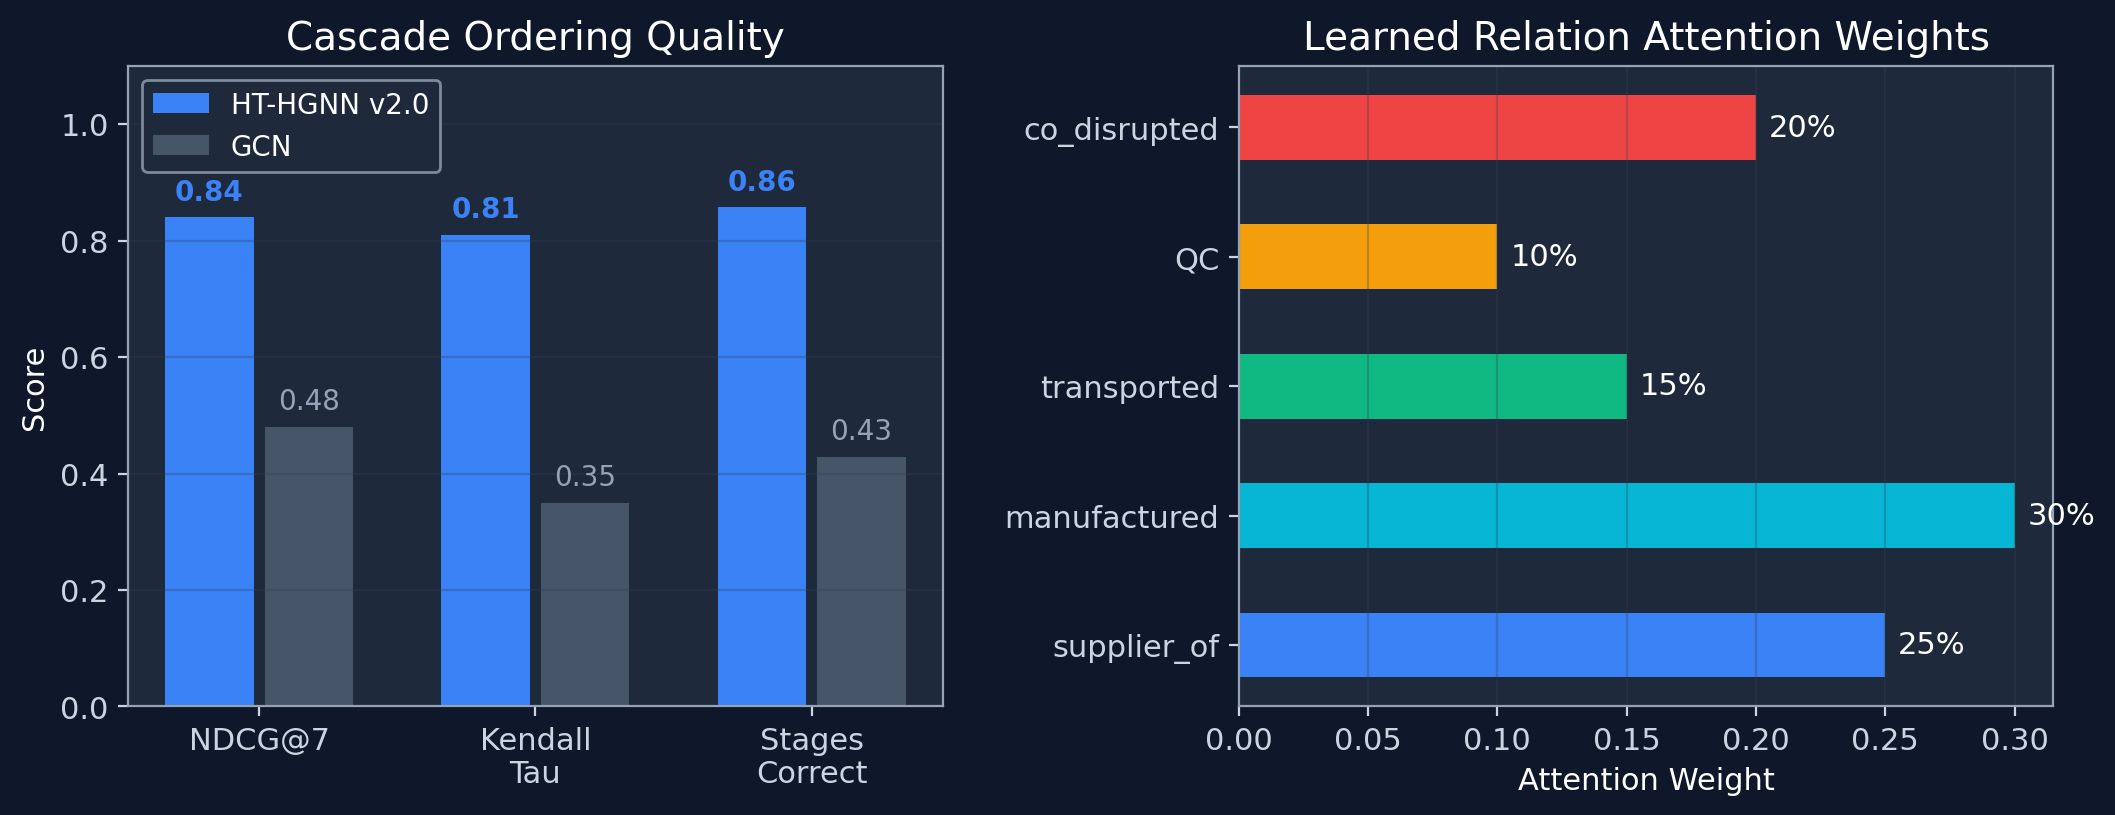 Cascade Ordering Quality
HT-HGNN v2.0
GCN
Score
1.0
0.8
0.6
0.4
0.2
0.0
0.84
0.48
0.81
0.35
0.86
0.43
NDCG@7
Kendall
Tau
Stages
Correct
Learned Relation Attention Weights
co_disrupted
20%
QC
10%
transported
15%
manufactured
30%
supplier_of
25%
0.00 0.05 0.10 0.15 0.20 0.25 0.30
Attention Weight